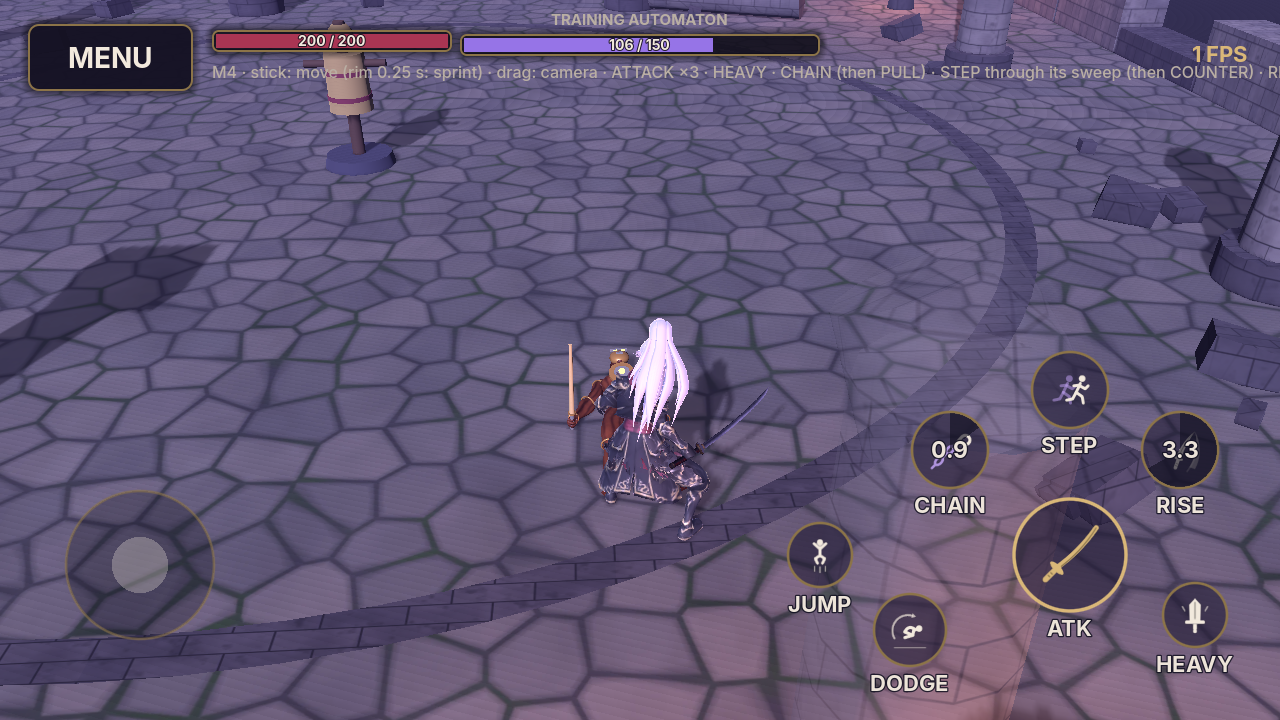 TRAINING AUTOMATON
MENU
200 / 200
106 / 150
1 FPS
M4 · stick: move (rim 0.25 s: sprint) · drag: camera · ATTACK ×3 · HEAVY · CHAIN (then PULL) · STEP through its sweep (then COUNTER) ·
STEP
0.9
3.3
CHAIN
RISE
JUMP
ATK
DODGE
HEAVY